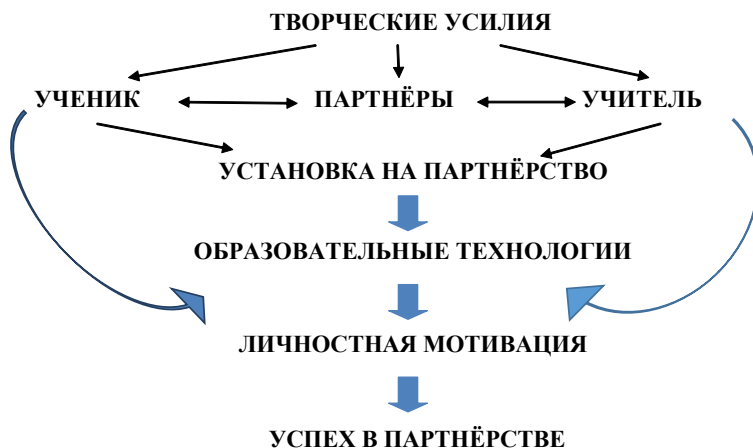 ТВОРЧЕСКИЕ УСИЛИЯ
УЧЕНИК ПАРТНЁРЫ УЧИТЕЛЬ
УСТАНОВКА НА ПАРТНЁРСТВО
ОБРАЗОВАТЕЛЬНЫЕ ТЕХНОЛОГИИ
ЛИЧНОСТНАЯ МОТИВАЦИЯ
УСПЕХ В ПАРТНЁРСТВЕ